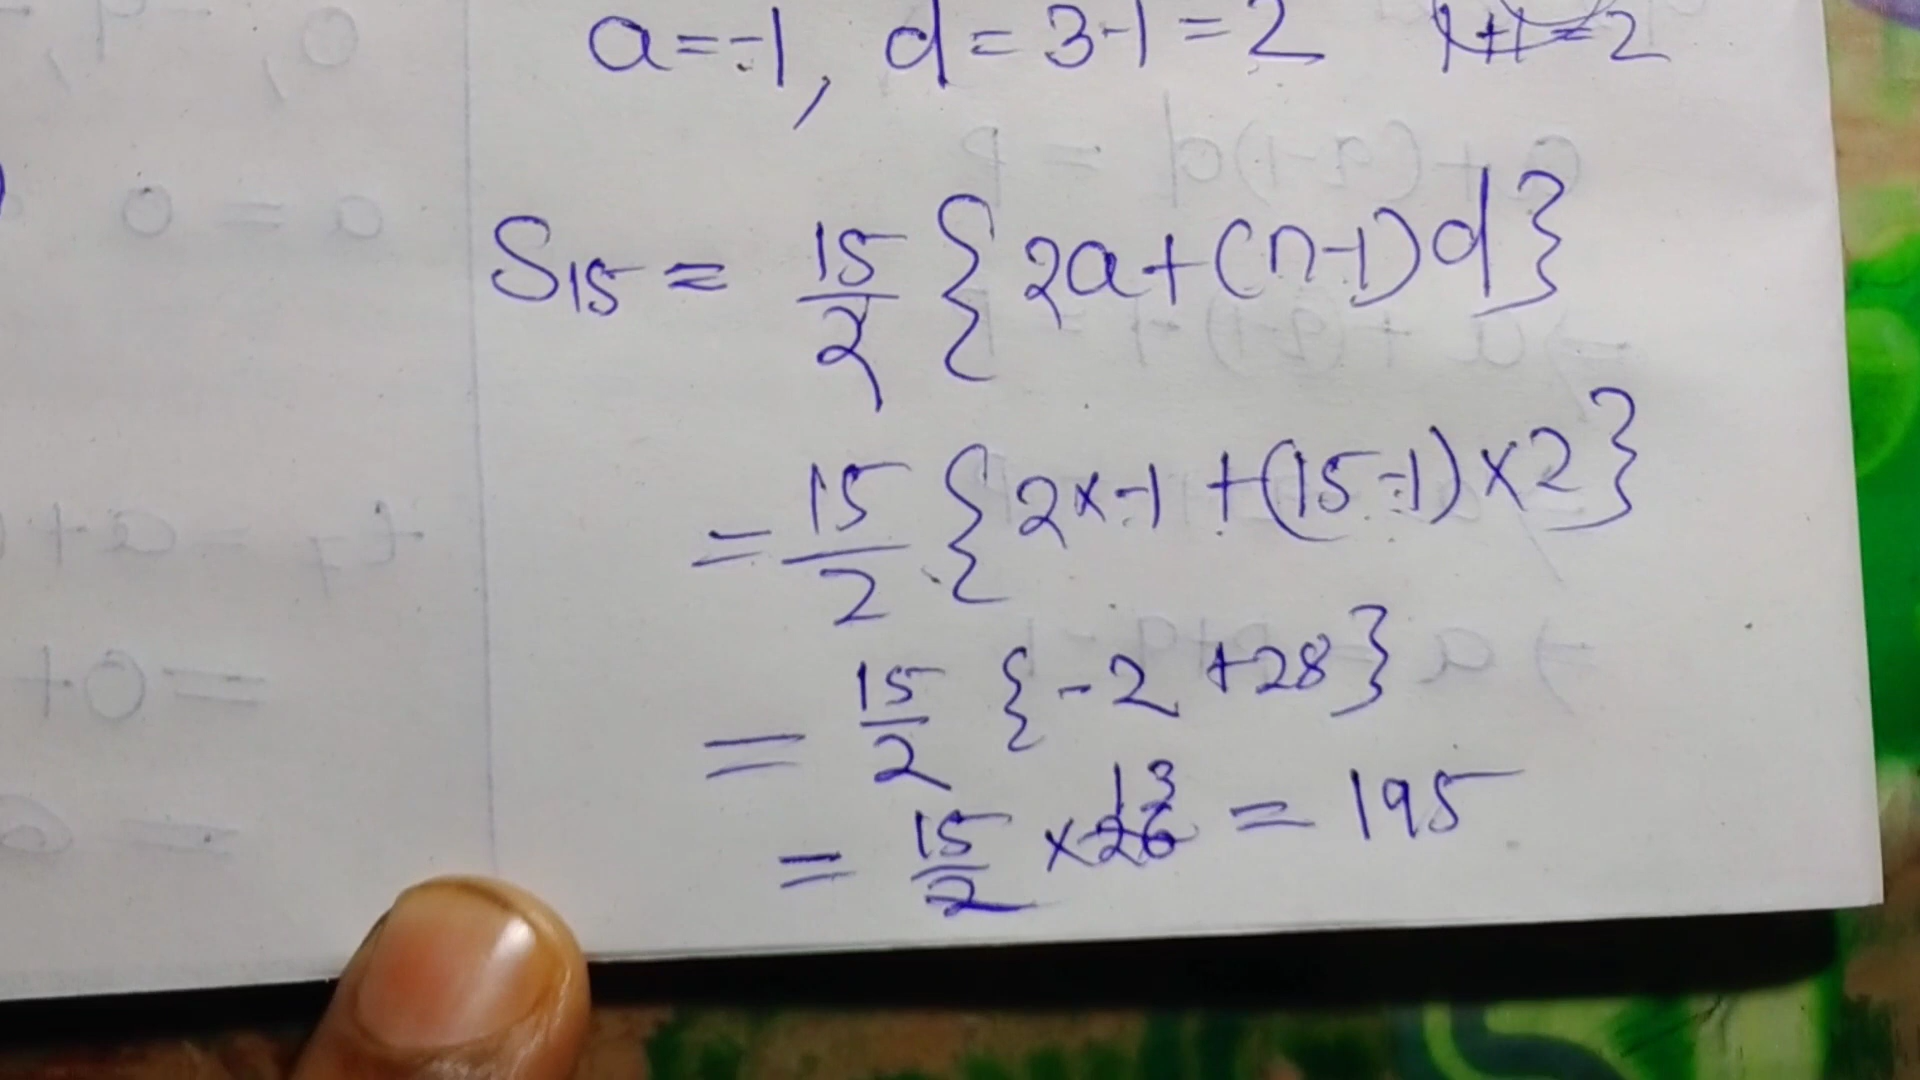 a=-1, d=3-1=2 1+1=2
S15 = 15/2 {2a+(n-1)d}
= 15/2 {2×-1+(15-1)×2}
= 15/2 {-2+28}
13
= 15/2 ×26 = 195